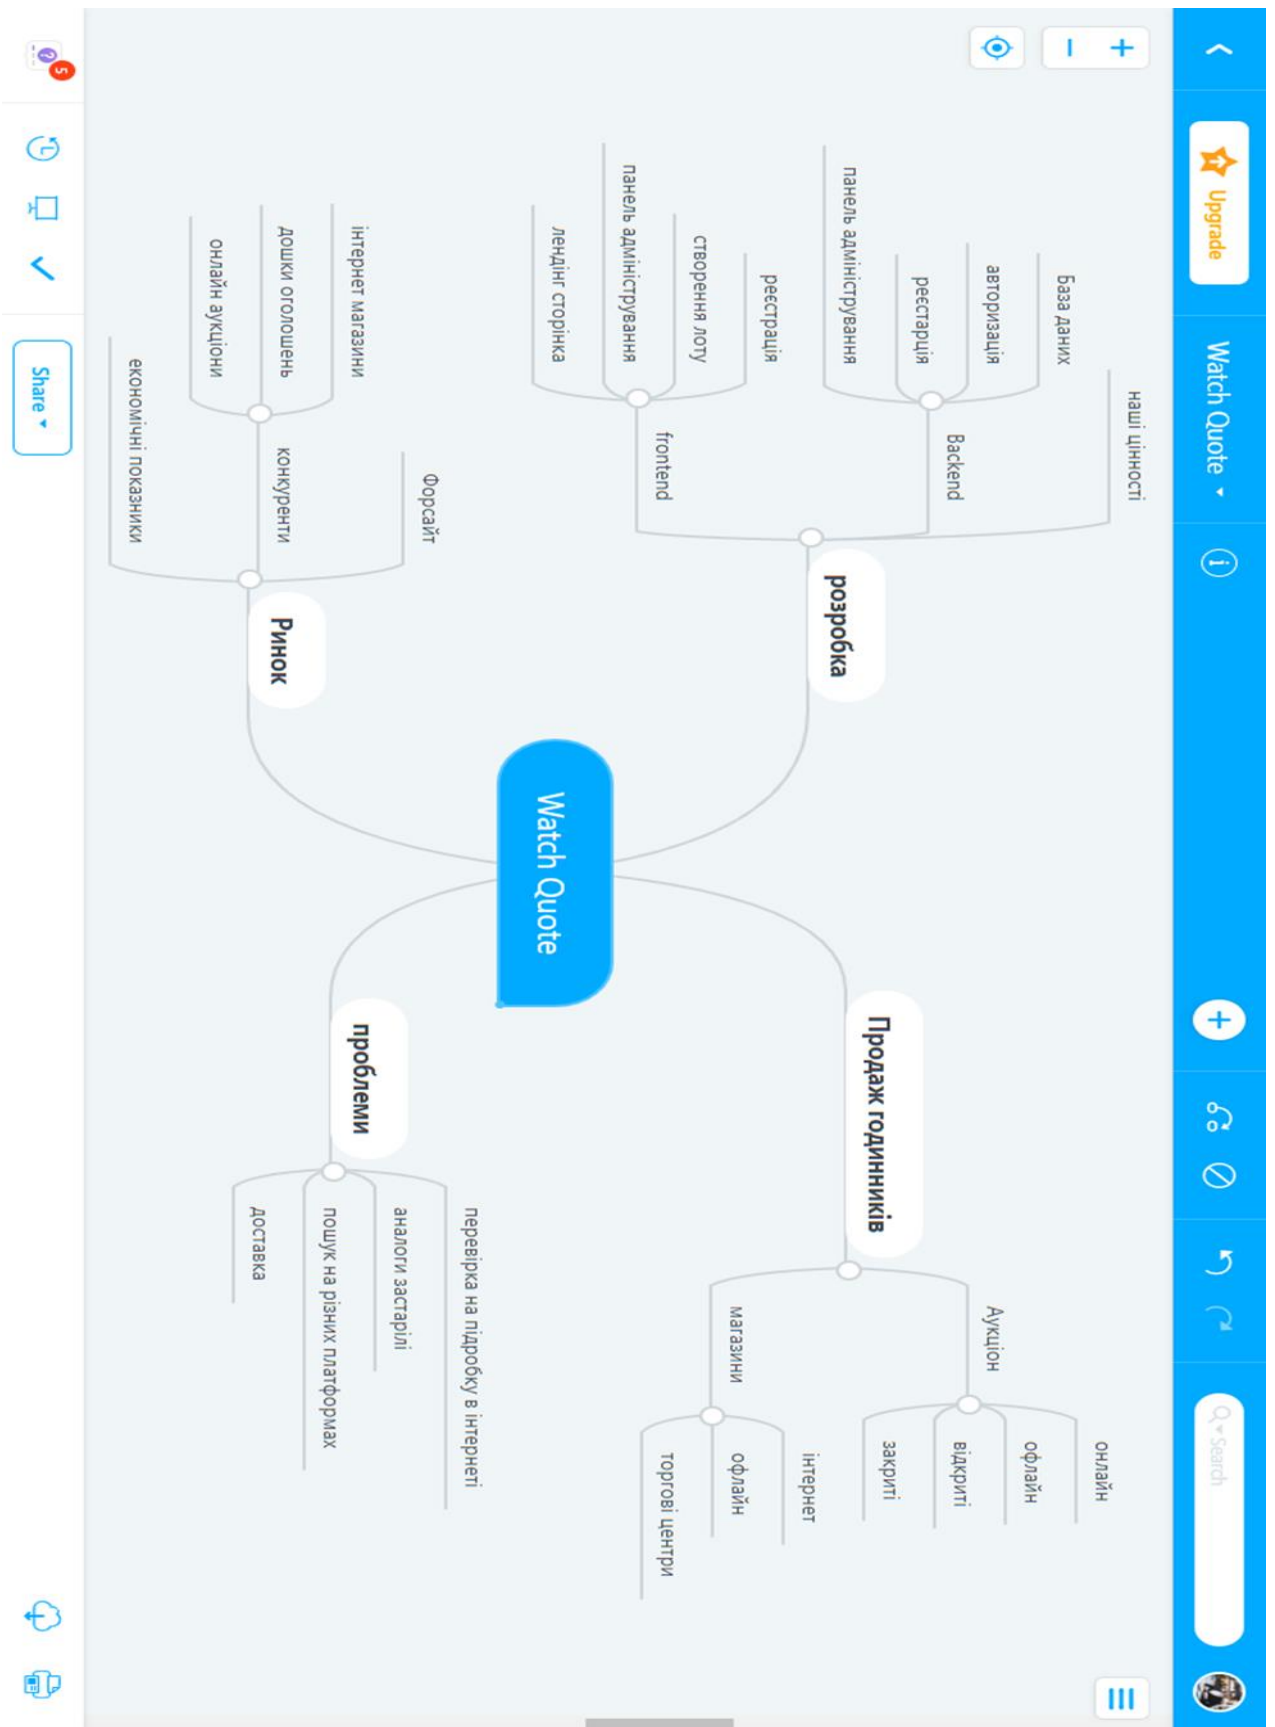 Upgrade
Watch Quote
Search
наші цінності
База даних
авторизація
реєстарція
панель адміністрування
Backend
реєстрація
створення лоту
панель адміністрування
лендінг сторінка
frontend
розробка
Форсайт
інтернет магазини
дошки оголошень
онлайн аукціони
конкуренти
економічні показники
Ринок
Watch Quote
Продаж годинників
Аукціон
онлайн
офлайн
відкриті
закриті
магазини
інтернет
офлайн
торгові центри
проблеми
перевірка на підробку в інтернеті
аналоги застарілі
пошук на різних платформах
доставка
5
Share